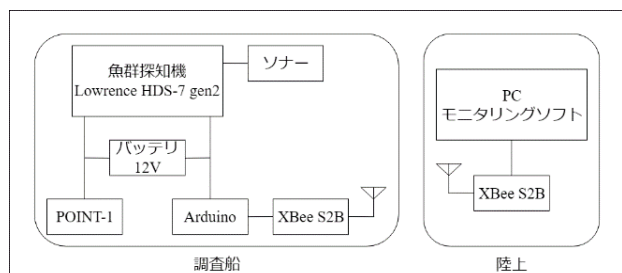 魚群探知機
Lowrence HDS-7 gen2
ソナー
バッテリ
12V
POINT-1
Arduino
XBee S2B
調査船
PC
モニタリングソフト
XBee S2B
陸上